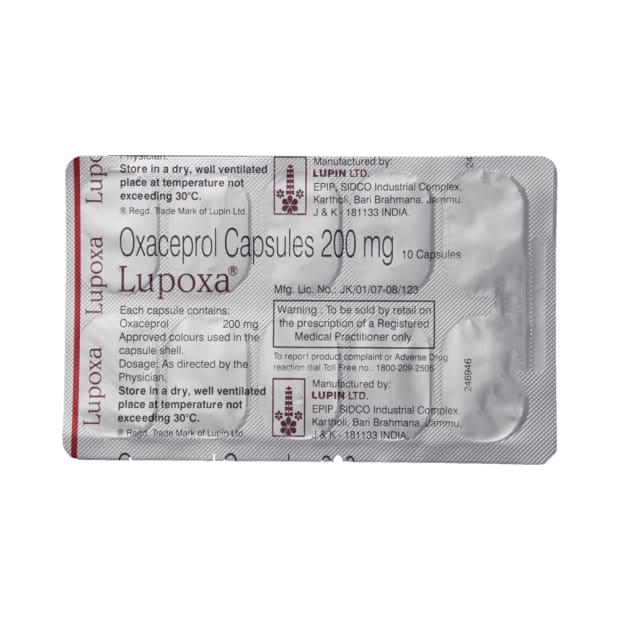 Physician.
Store in a dry, well ventilated
place at temperature not
exceeding 30°C.
® Regd. Trade Mark of Lupin Ltd.
Manufactured by:
LUPIN LTD.
EPIP, SIDCO Industrial Complex,
Kartholi, Bari Brahmana, Jammu,
J & K - 181133 INDIA.
24
Lupoxa
Lupoxa
Oxaceprol Capsules 200 mg 10 Capsules
Lupoxa®
Mfg. Lic. No.: JK/01/07-08/123
Each capsule contains:
Oxaceprol 200 mg
Approved colours used in the
capsule shell.
Dosage: As directed by the
Physician.
Store in a dry, well ventilated
place at temperature not
exceeding 30°C.
® Regd. Trade Mark of Lupin Ltd.
Warning : To be sold by retail on
the prescription of a Registered
Medical Practitioner only.
To report product complaint or Adverse Drug
reaction dial Toll Free no.: 1800-209-2505
Manufactured by:
LUPIN LTD.
EPIP, SIDCO Industrial Complex,
Kartholi, Bari Brahmana, Jammu,
J & K - 181133 INDIA.
246946
Lupo